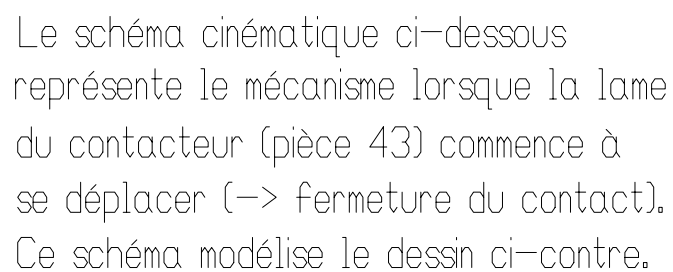 Le schéma cinématique ci-dessous
représente le mécanisme lorsque la lame
du contacteur (pièce 43) commence à
se déplacer (-> fermeture du contact).
Ce schéma modélise le dessin ci-contre.